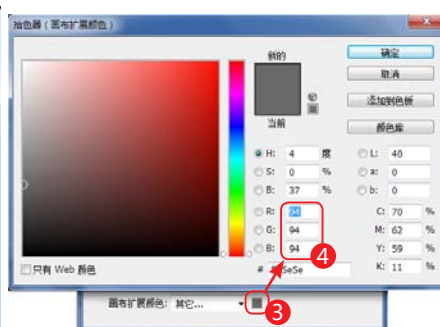 拾色器（画布扩展颜色）
新的
确定
取消
添加到色板
当前
颜色库
H: 4 度
L: 40
S: 0 %
a: 0
B: 37 %
b: 0
R: 94
C: 70 %
G: 94
M: 62 %
B: 94
Y: 59 %
4
只有 Web 颜色
# 5e5e
K: 11 %
画布扩展颜色: 其它...
3